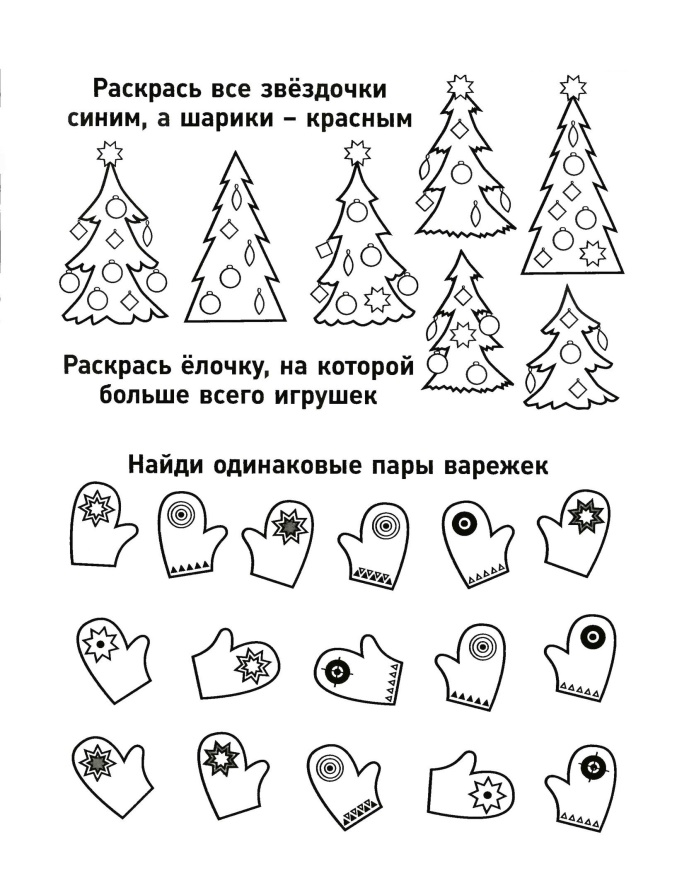 Раскрась все звёздочки
синим, а шарики – красным
Раскрась ёлочку, на которой
больше всего игрушек
Найди одинаковые пары варежек